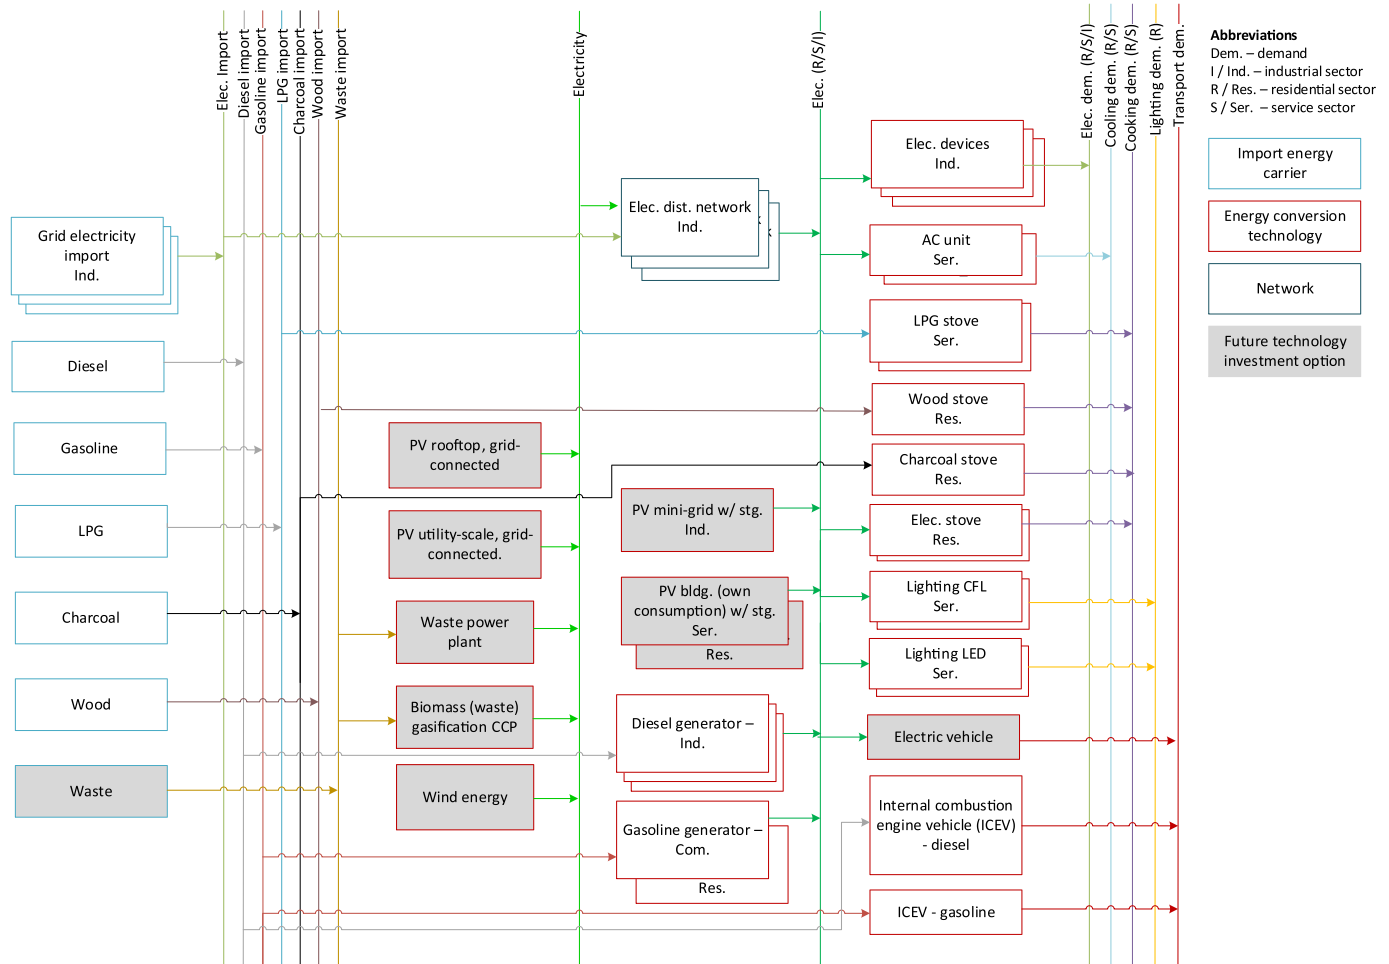 Elec. Import
Diesel import
Gasoline import
LPG import
Charcoal import
Wood import
Waste import
Electricity
Elec. (R/S/I)
Elec. dem. (R/S/I)
Cooling dem. (R/S)
Cooking dem. (R/S)
Lighting dem. (R)
Transport dem.
Abbreviations
Dem. – demand
I / Ind. – industrial sector
R / Res. – residential sector
S / Ser. – service sector
Import energy
carrier
Energy conversion
technology
Network
Future technology
investment option
Grid electricity
import
Ind.
Diesel
Gasoline
LPG
Charcoal
Wood
Waste
PV rooftop, grid-
connected
PV utility-scale, grid-
connected.
Waste power
plant
Biomass (waste)
gasification CCP
Wind energy
Elec. dist. network
Ind.
PV mini-grid w/ stg.
Ind.
PV bldg. (own
consumption) w/ stg.
Ser.
Res.
Diesel generator –
Ind.
Gasoline generator –
Com.
Res.
Elec. devices
Ind.
AC unit
Ser.
LPG stove
Ser.
Wood stove
Res.
Charcoal stove
Res.
Elec. stove
Res.
Lighting CFL
Ser.
Lighting LED
Ser.
Electric vehicle
Internal combustion
engine vehicle (ICEV)
- diesel
ICEV - gasoline